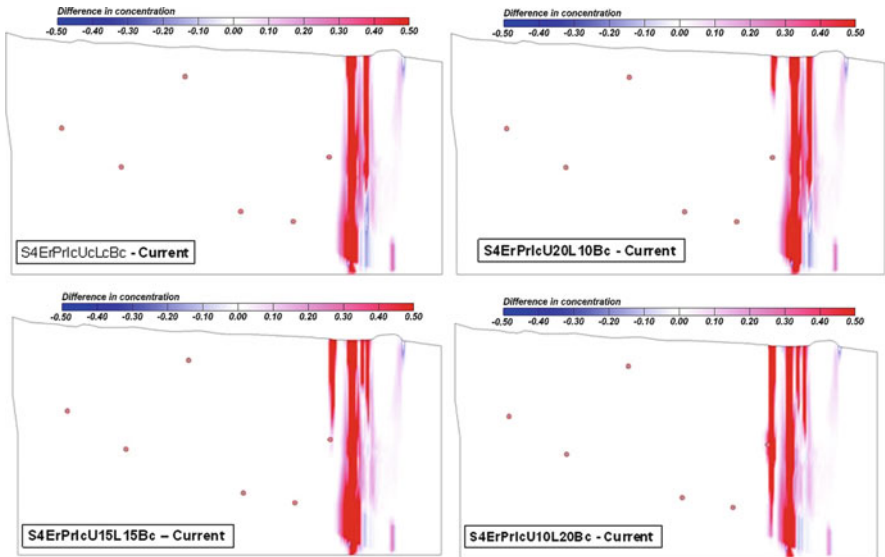 Difference in concentration
-0.50 -0.40 -0.30 -0.20 -0.10 0.00 0.10 0.20 0.30 0.40 0.50
S4ErPrIcUcLcBc - Current
Difference in concentration
-0.50 -0.40 -0.30 -0.20 -0.10 0.00 0.10 0.20 0.30 0.40 0.50
S4ErPrIcU20L10Bc - Current
Difference in concentration
-0.50 -0.40 -0.30 -0.20 -0.10 0.00 0.10 0.20 0.30 0.40 0.50
S4ErPrIcU15L15Bc – Current
Difference in concentration
-0.50 -0.40 -0.30 -0.20 -0.10 0.00 0.10 0.20 0.30 0.40 0.50
S4ErPrIcU10L20Bc - Current